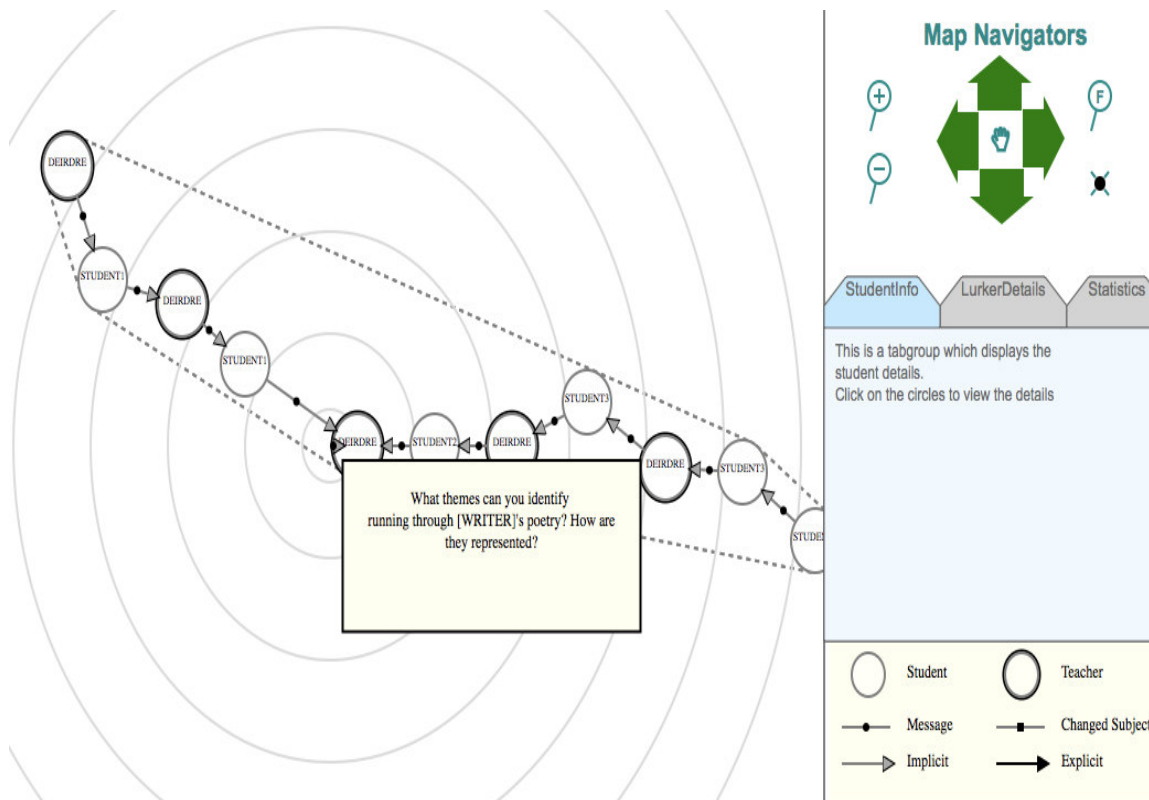 Map Navigators
F
DEIRDRE
STUDENT1
DEIRDRE
STUDENT1
DEIRDRE
STUDENT2
DEIRDRE
STUDENT3
DEIRDRE
STUDENT3
STUDE
What themes can you identify
running through [WRITER]'s poetry? How are
they represented?
StudentInfo LurkerDetails Statistics
This is a tabgroup which displays the
student details.
Click on the circles to view the details
Student Teacher
Message Changed Subject
Implicit Explicit